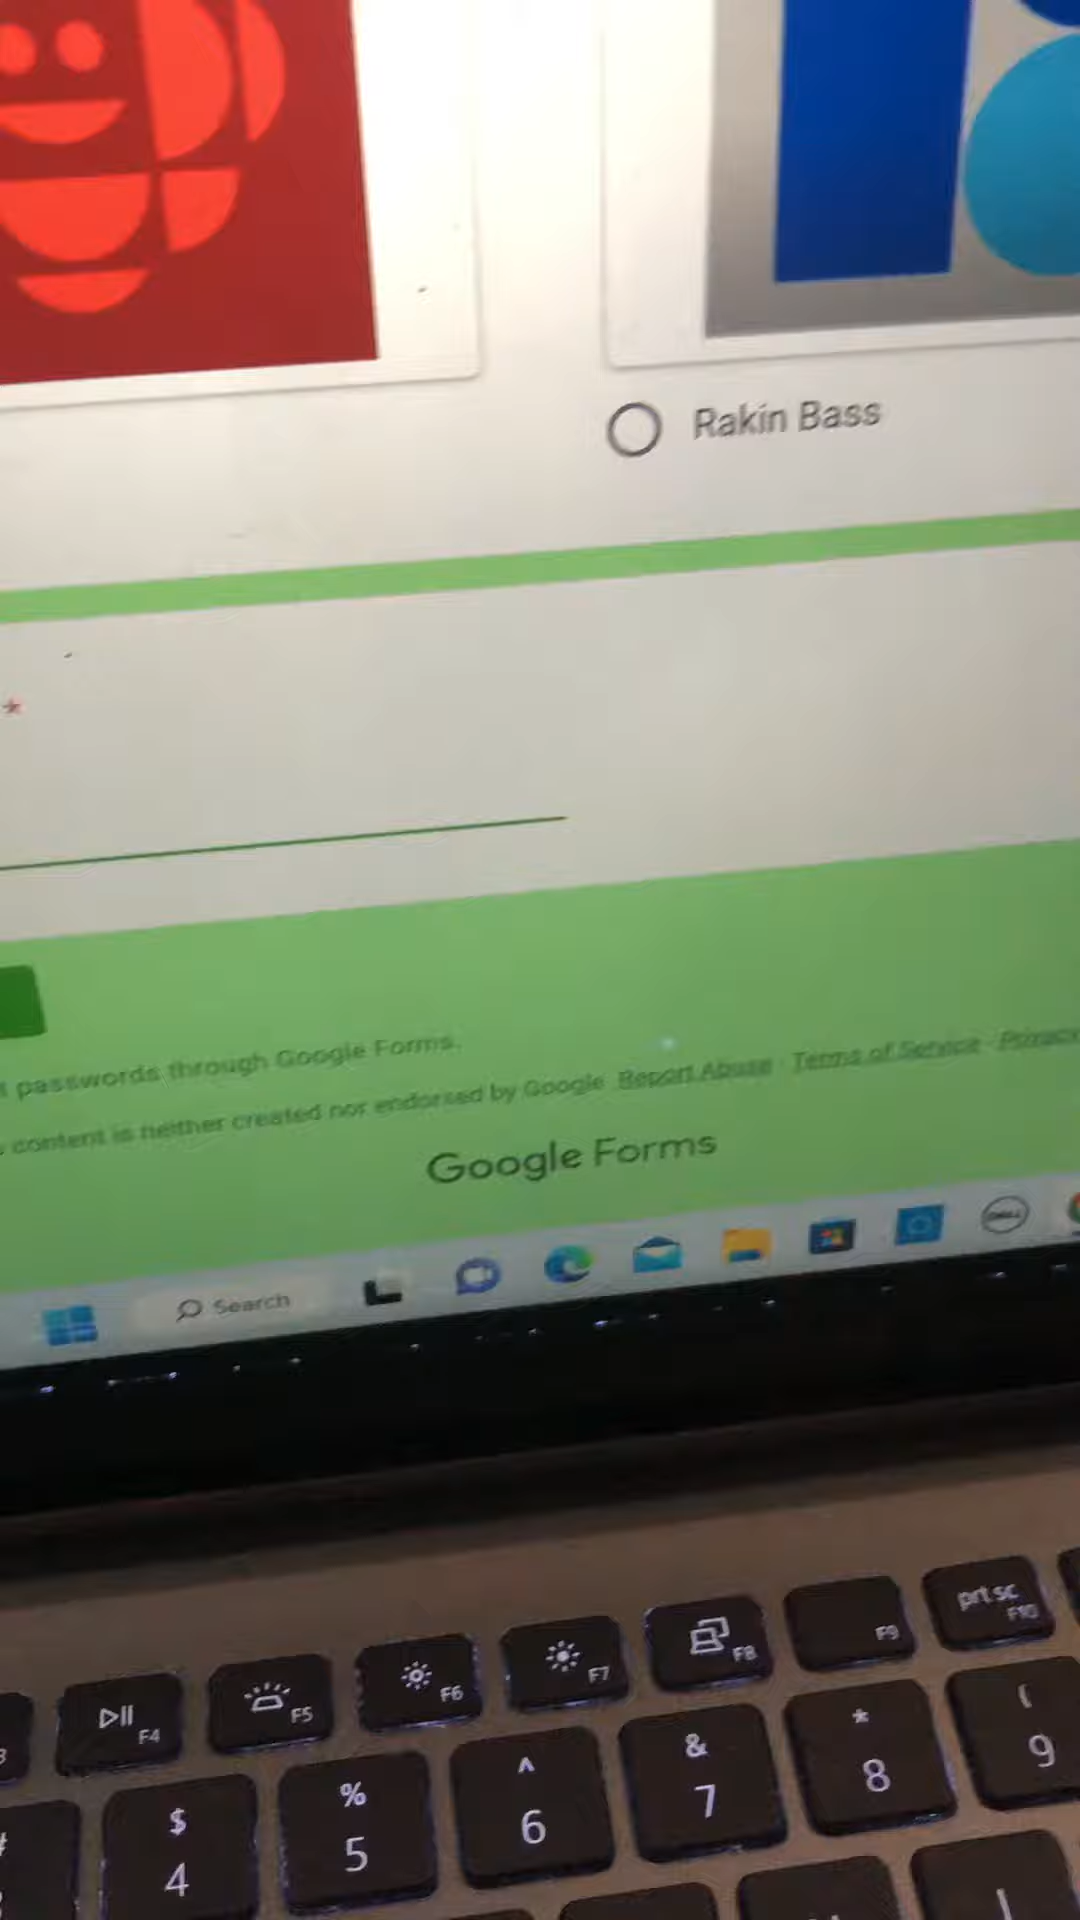 Rakin Bass
*
passwords through Google Forms.
content is neither created nor endorsed by Google. Report Abuse - Terms of Service - Privacy
Google Forms
Search
DELL
F4
F5
F6
F7
F8
F9
prt sc
F10
$
4
%
5
^
6
&
7
*
8
(
9